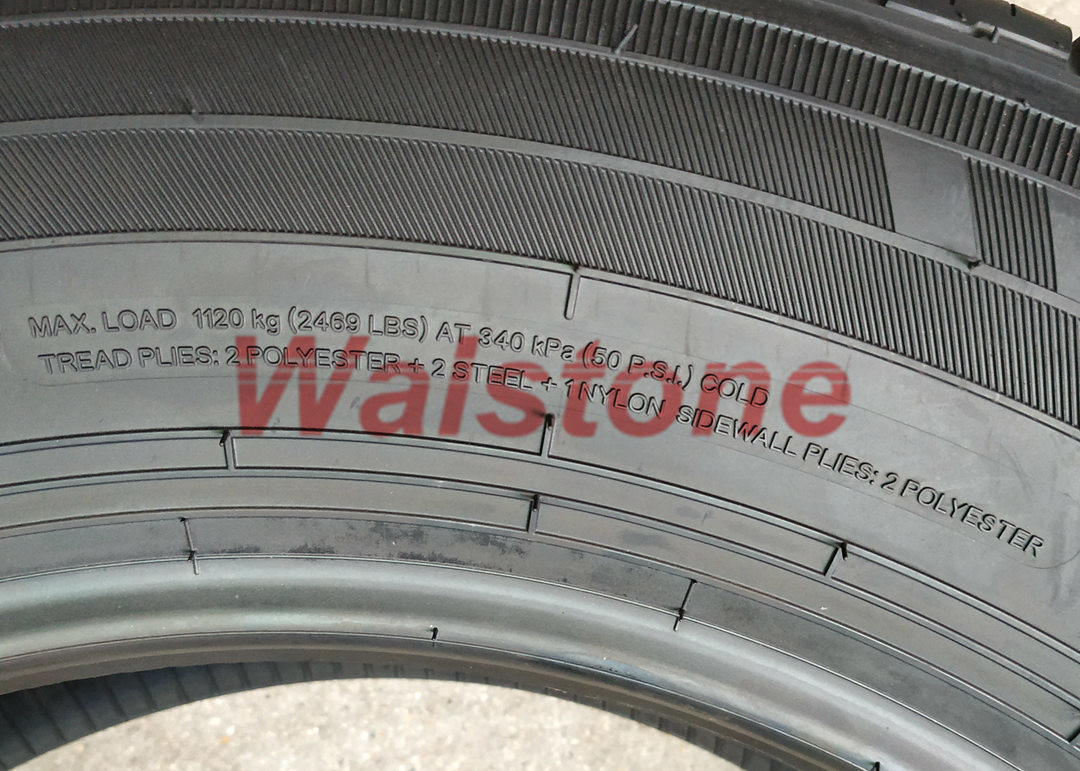 MAX. LOAD 1120 kg (2469 LBS) AT 340 kPa (50 P.S.I.) COLD
TREAD PLIES: 2 POLYESTER + 2 STEEL + 1 NYLON SIDEWALL PLIES: 2 POLYESTER
Walstone